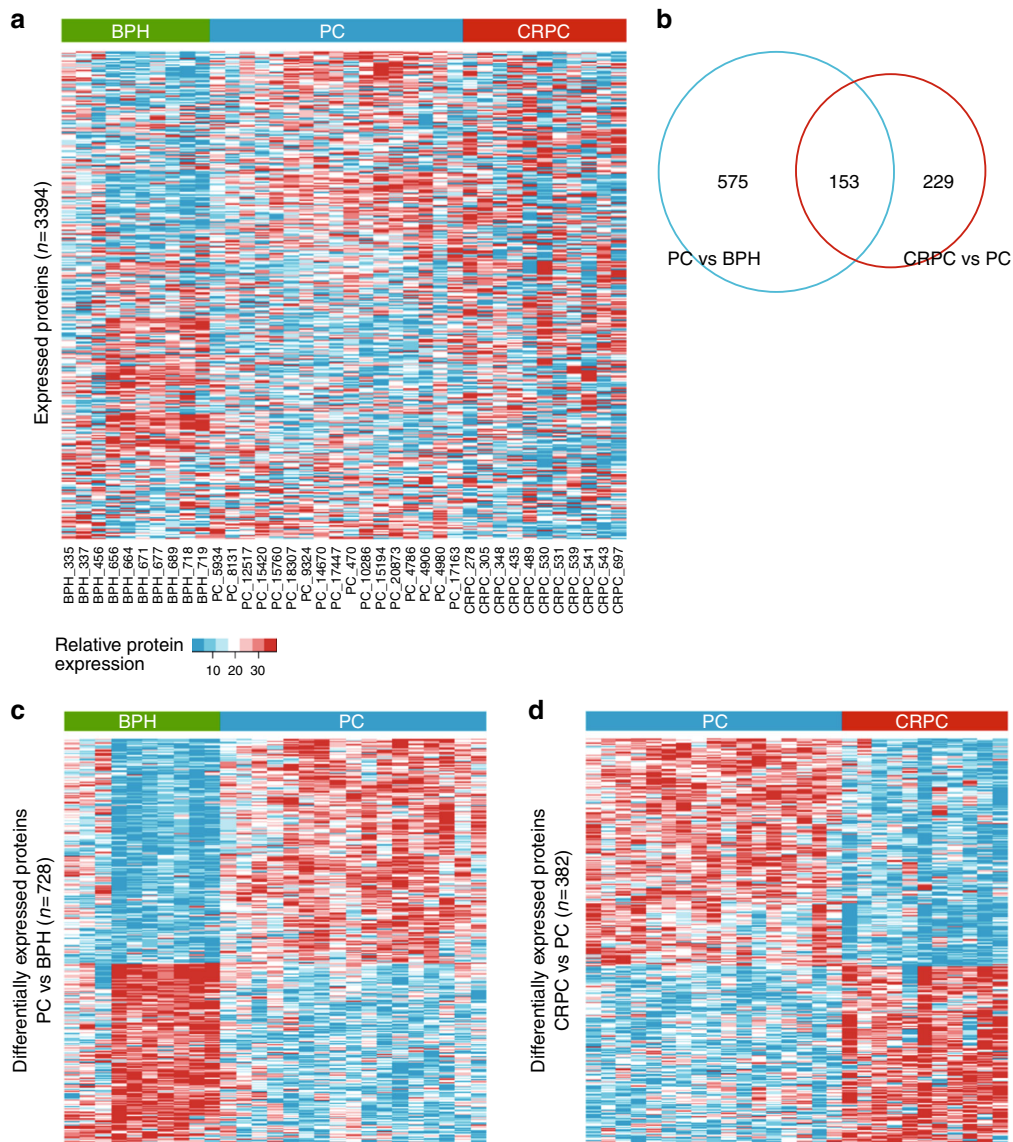 a
BPH PC CRPC
Expressed proteins (n=3394)
BPH_335
BPH_337
BPH_456
BPH_656
BPH_664
BPH_671
BPH_677
BPH_689
BPH_718
BPH_719
PC_5934
PC_8131
PC_12517
PC_15420
PC_15760
PC_18307
PC_9324
PC_14670
PC_17447
PC_470
PC_10286
PC_15194
PC_20873
PC_4786
PC_4906
PC_4980
PC_17163
CRPC_278
CRPC_305
CRPC_348
CRPC_435
CRPC_489
CRPC_530
CRPC_531
CRPC_539
CRPC_541
CRPC_543
CRPC_697
Relative protein
expression
10 20 30
b
575 153 229
PC vs BPH CRPC vs PC
c
BPH PC
Differentially expressed proteins
PC vs BPH (n=728)
d
PC CRPC
Differentially expressed proteins
CRPC vs PC (n=382)